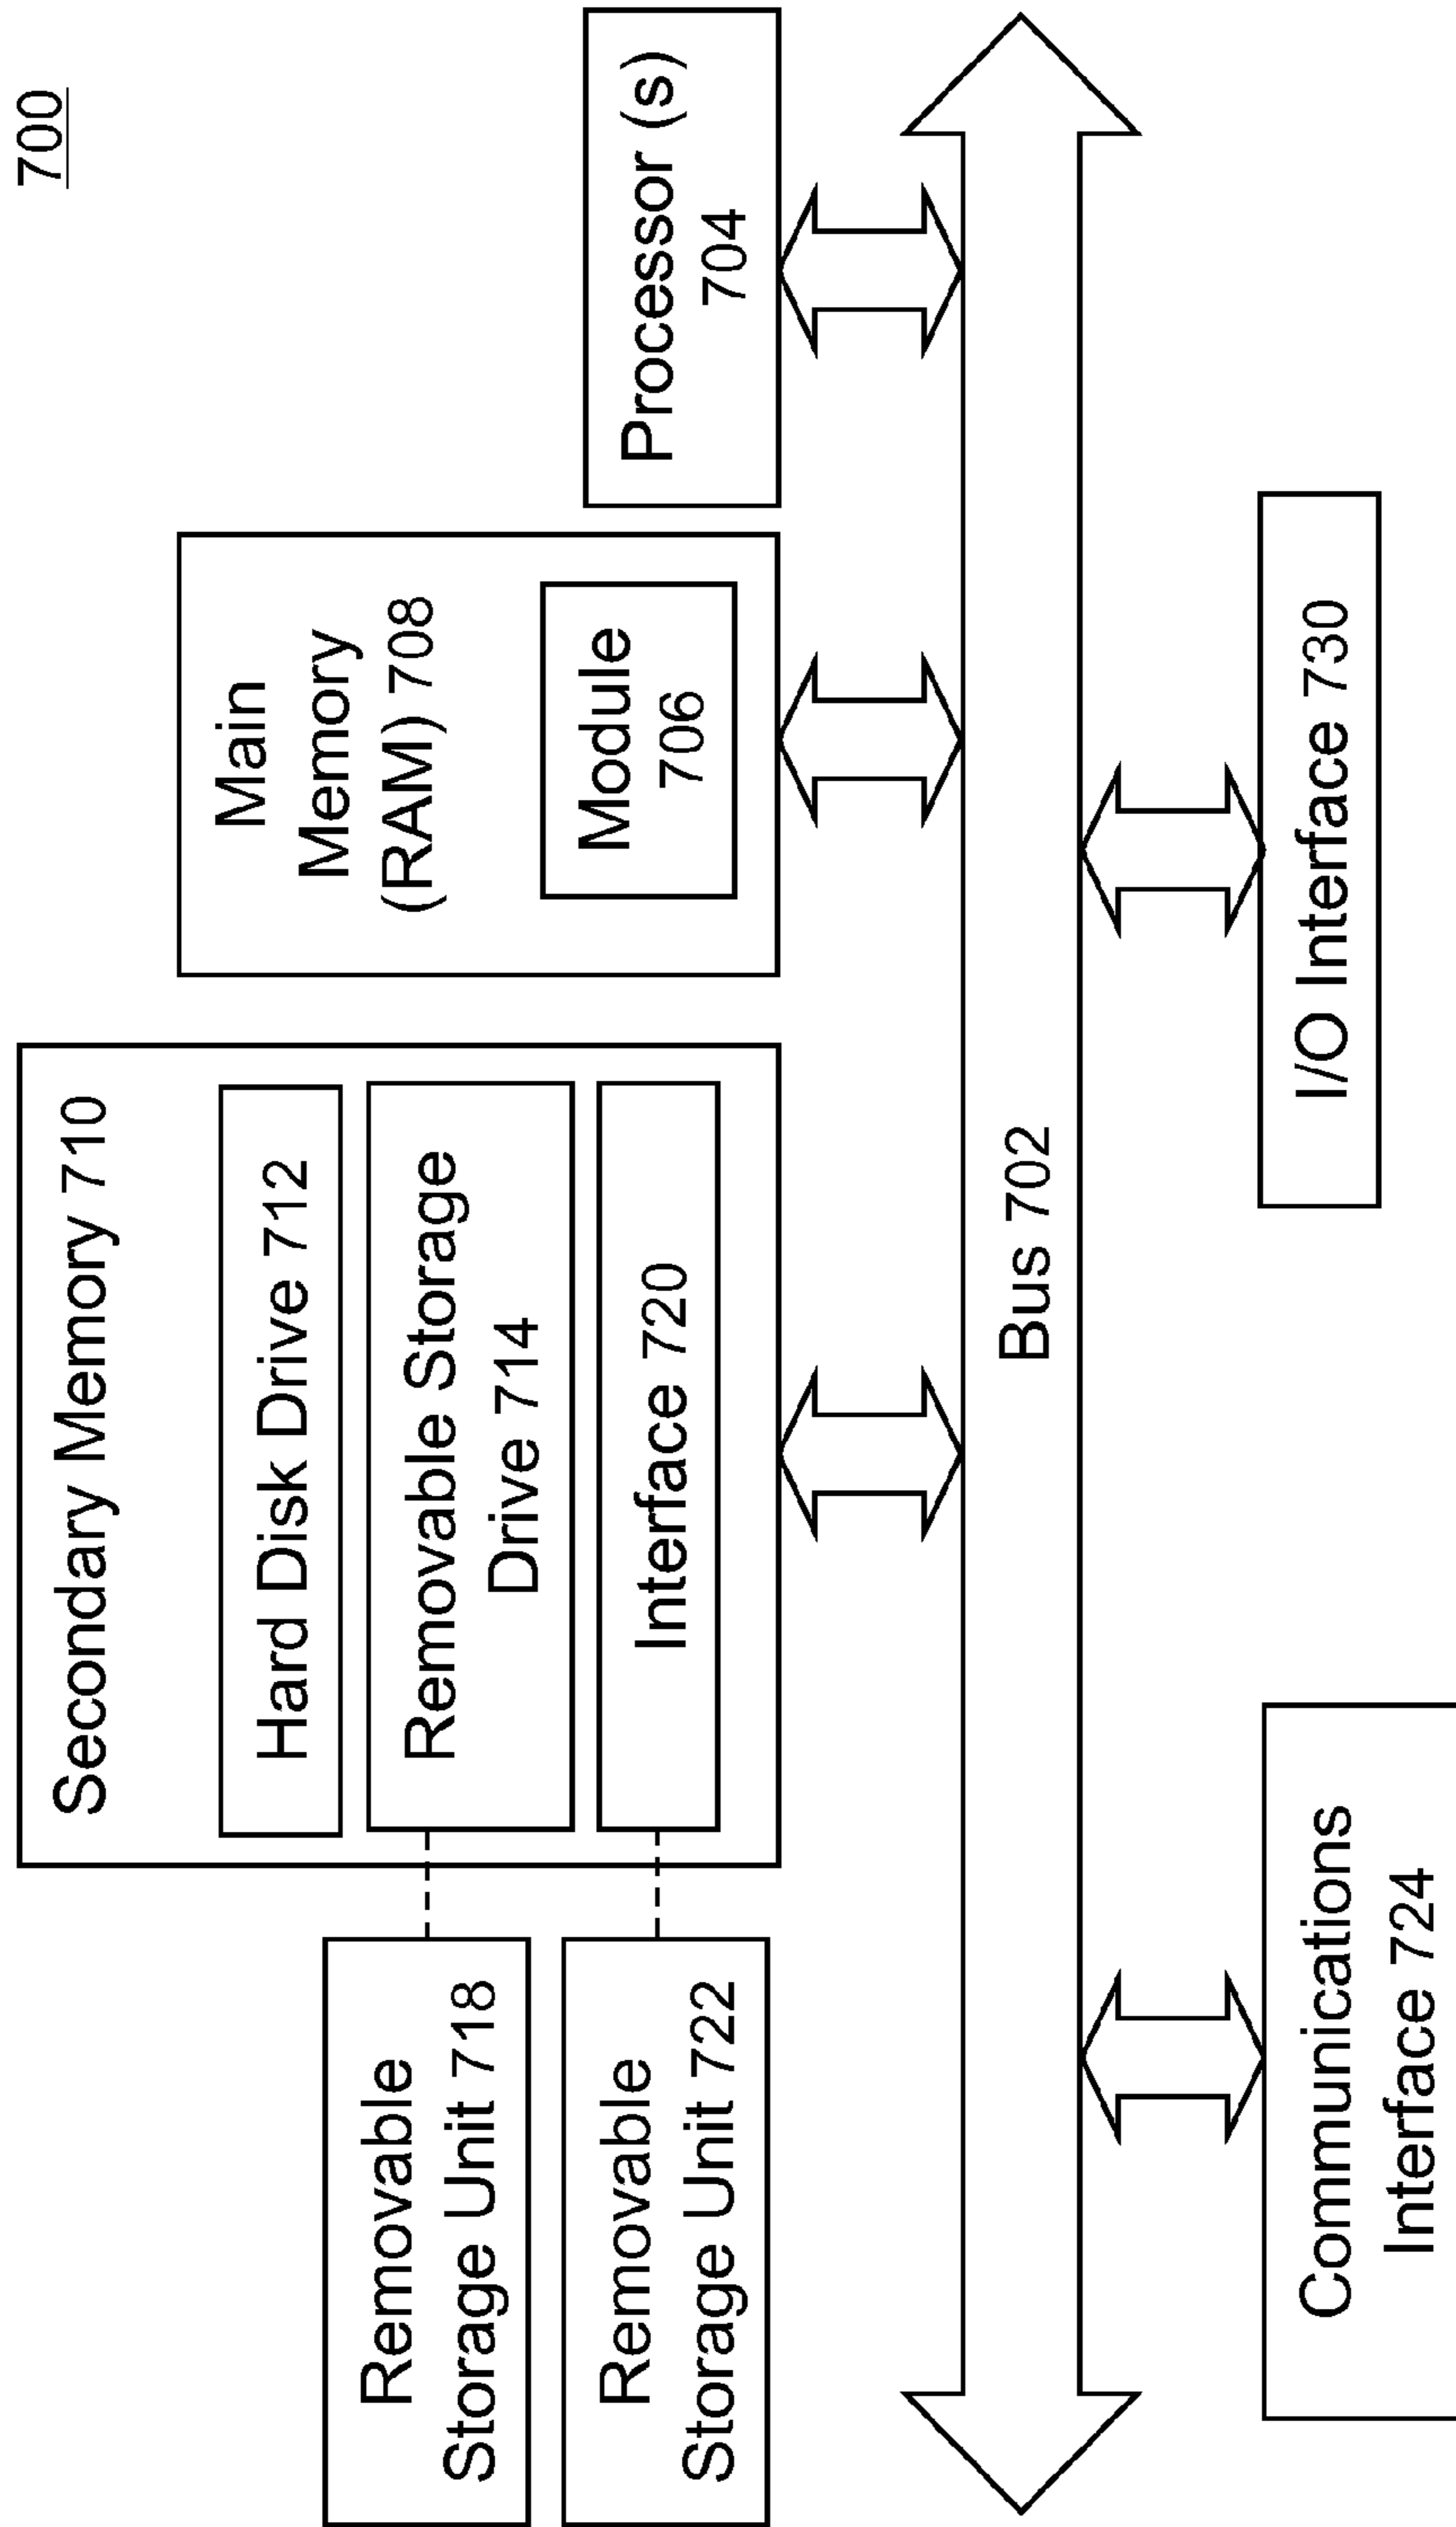 700
Secondary Memory 710
Hard Disk Drive 712
Removable Storage
Drive 714
Interface 720
Removable
Storage Unit 718
Removable
Storage Unit 722
Main
Memory
(RAM) 708
Module
706
Processor (s)
704
Bus 702
Communications
Interface 724
I/O Interface 730